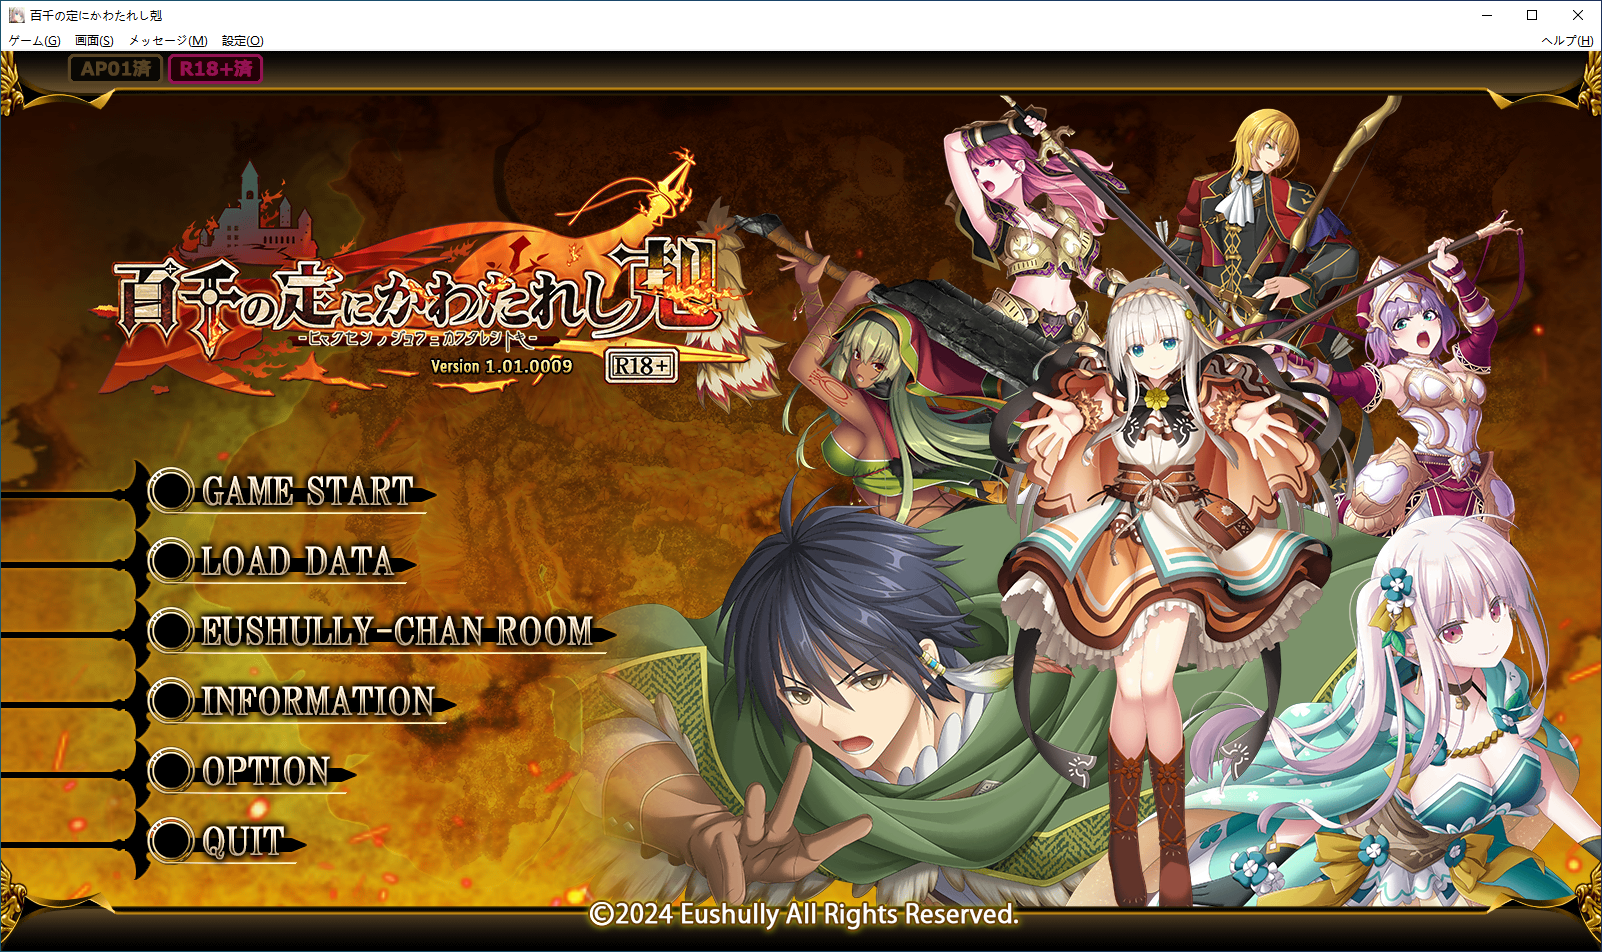 百千の定にかわたれし剋
ゲーム(G) 画面(S) メッセージ(M) 設定(O) ヘルプ(H)
AP01済 R18+済
百千の定にかわたれし剋
-ヒャクセン ノ ジョウ ニ カワタレシ トキ-
Version 1.01.0009 R18+
GAME START
LOAD DATA
EUSHULLY-CHAN ROOM
INFORMATION
OPTION
QUIT
©2024 Eushully All Rights Reserved.